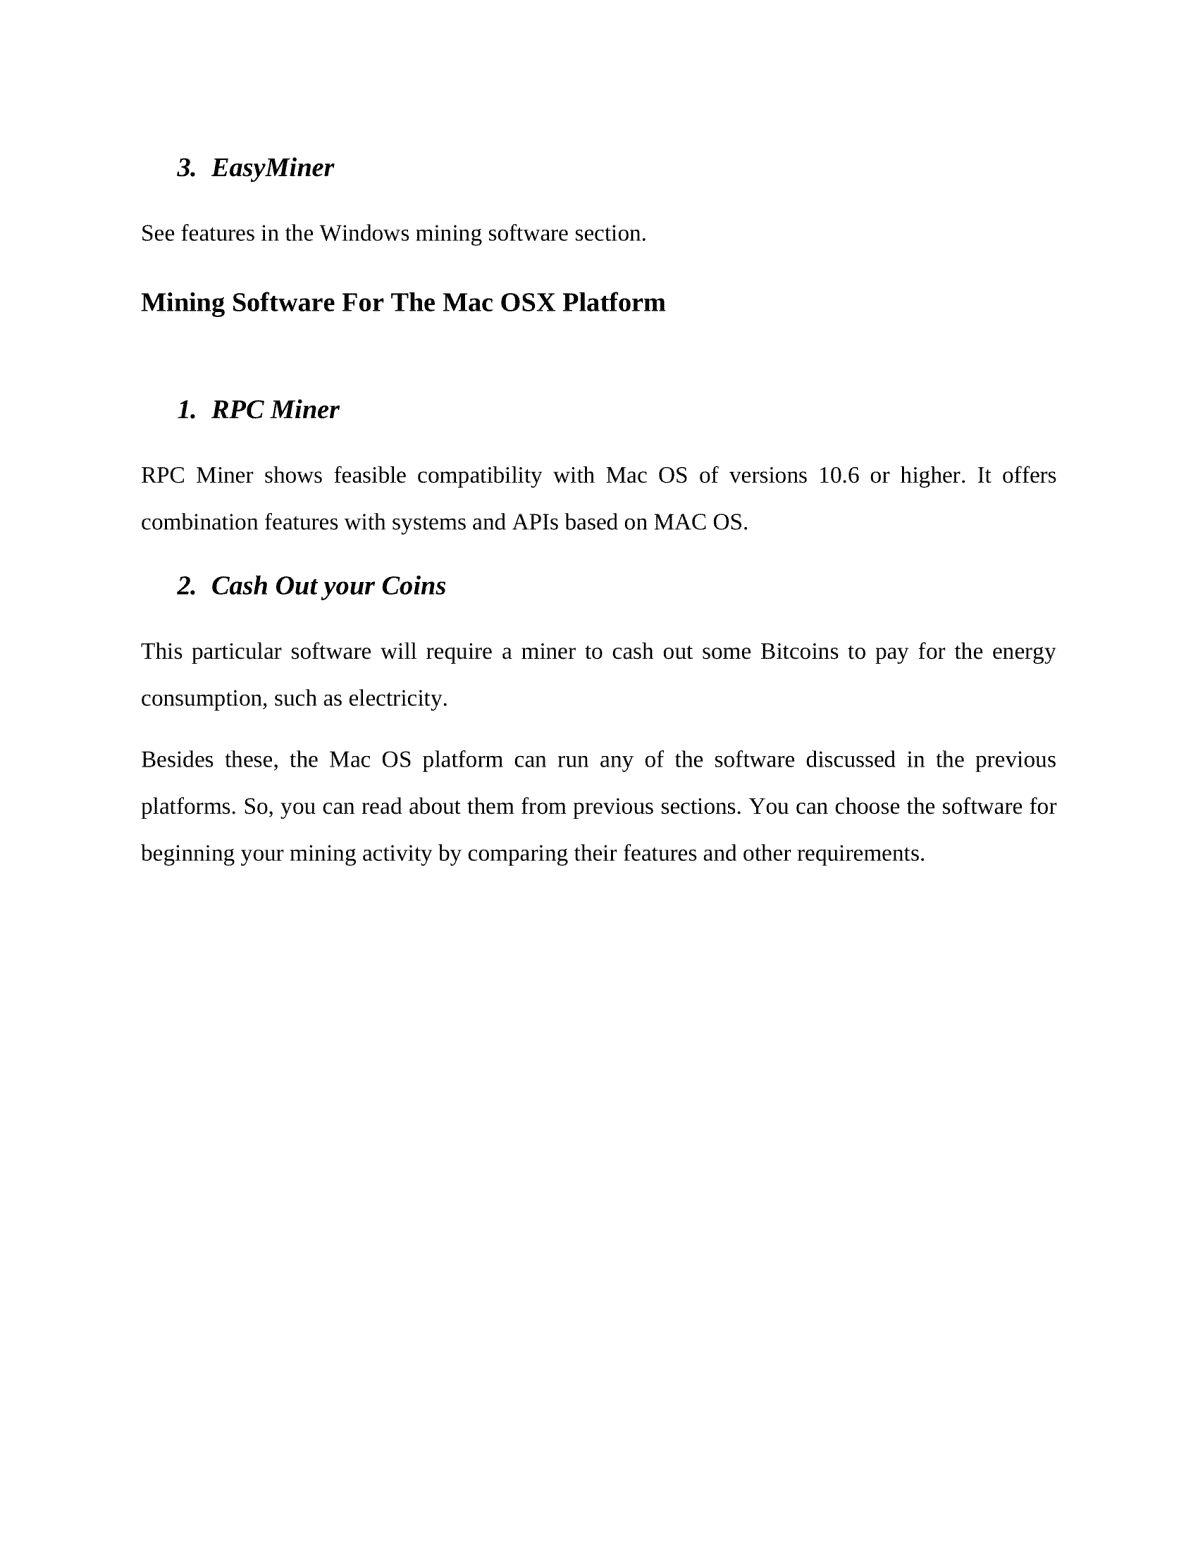 3. EasyMiner
See features in the Windows mining software section.
Mining Software For The Mac OSX Platform
1. RPC Miner
RPC Miner shows feasible compatibility with Mac OS of versions 10.6 or higher. It offers
combination features with systems and APIs based on MAC OS.
2. Cash Out your Coins
This particular software will require a miner to cash out some Bitcoins to pay for the energy
consumption, such as electricity.
Besides these, the Mac OS platform can run any of the software discussed in the previous
platforms. So, you can read about them from previous sections. You can choose the software for
beginning your mining activity by comparing their features and other requirements.